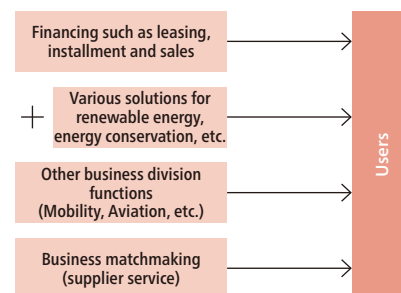 Financing such as leasing,
installment and sales
+
Various solutions for
renewable energy,
energy conservation, etc.
Other business division
functions
(Mobility, Aviation, etc.)
Business matchmaking
(supplier service)
Users